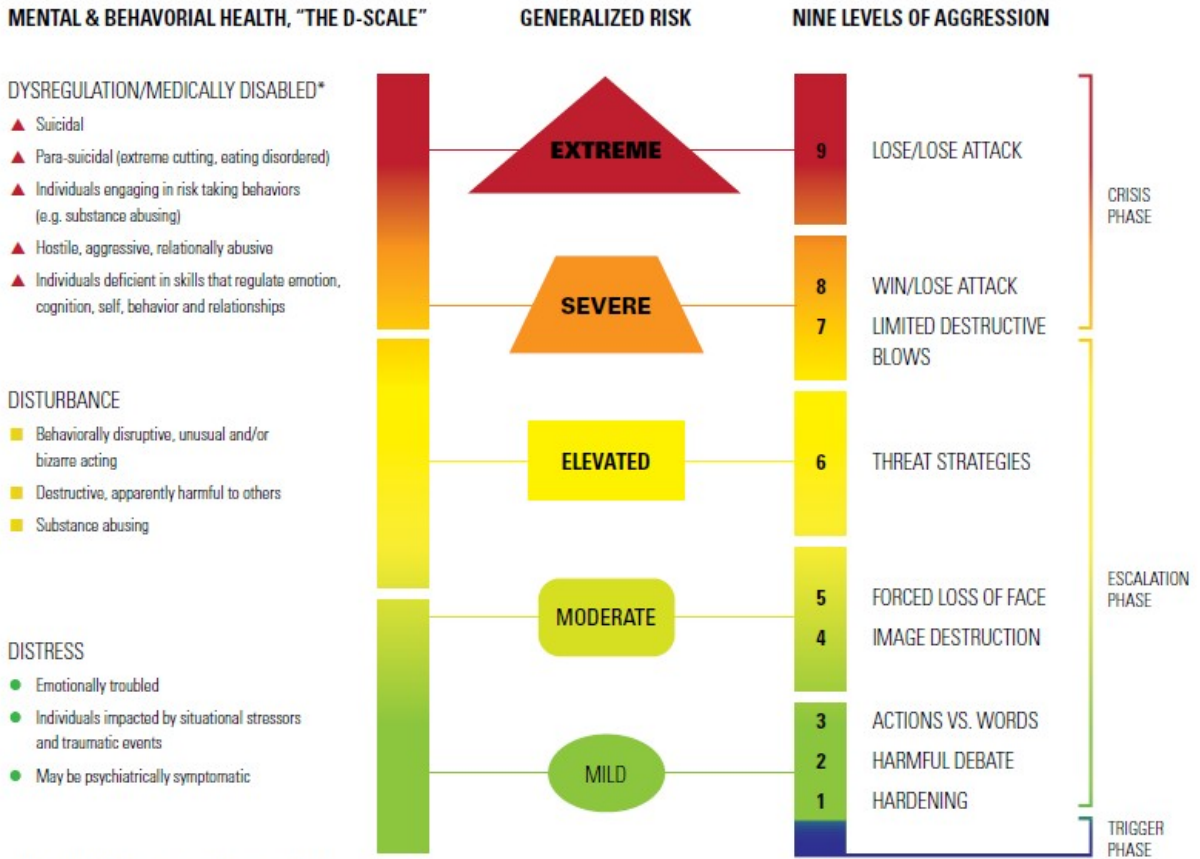 MENTAL & BEHAVORIAL HEALTH, “THE D-SCALE”
GENERALIZED RISK
NINE LEVELS OF AGGRESSION
DYSREGULATION/MEDICALLY DISABLED*
Suicidal
Para-suicidal (extreme cutting, eating disordered)
Individuals engaging in risk taking behaviors
(e.g. substance abusing)
Hostile, aggressive, relationally abusive
Individuals deficient in skills that regulate emotion,
cognition, self, behavior and relationships
DISTURBANCE
Behaviorally disruptive, unusual and/or
bizarre acting
Destructive, apparently harmful to others
Substance abusing
DISTRESS
Emotionally troubled
Individuals impacted by situational stressors
and traumatic events
May be psychiatrically symptomatic
EXTREME
SEVERE
ELEVATED
MODERATE
MILD
9 LOSE/LOSE ATTACK
8 WIN/LOSE ATTACK
7 LIMITED DESTRUCTIVE
BLOWS
6 THREAT STRATEGIES
5 FORCED LOSS OF FACE
4 IMAGE DESTRUCTION
3 ACTIONS VS. WORDS
2 HARMFUL DEBATE
1 HARDENING
CRISIS
PHASE
ESCALATION
PHASE
TRIGGER
PHASE